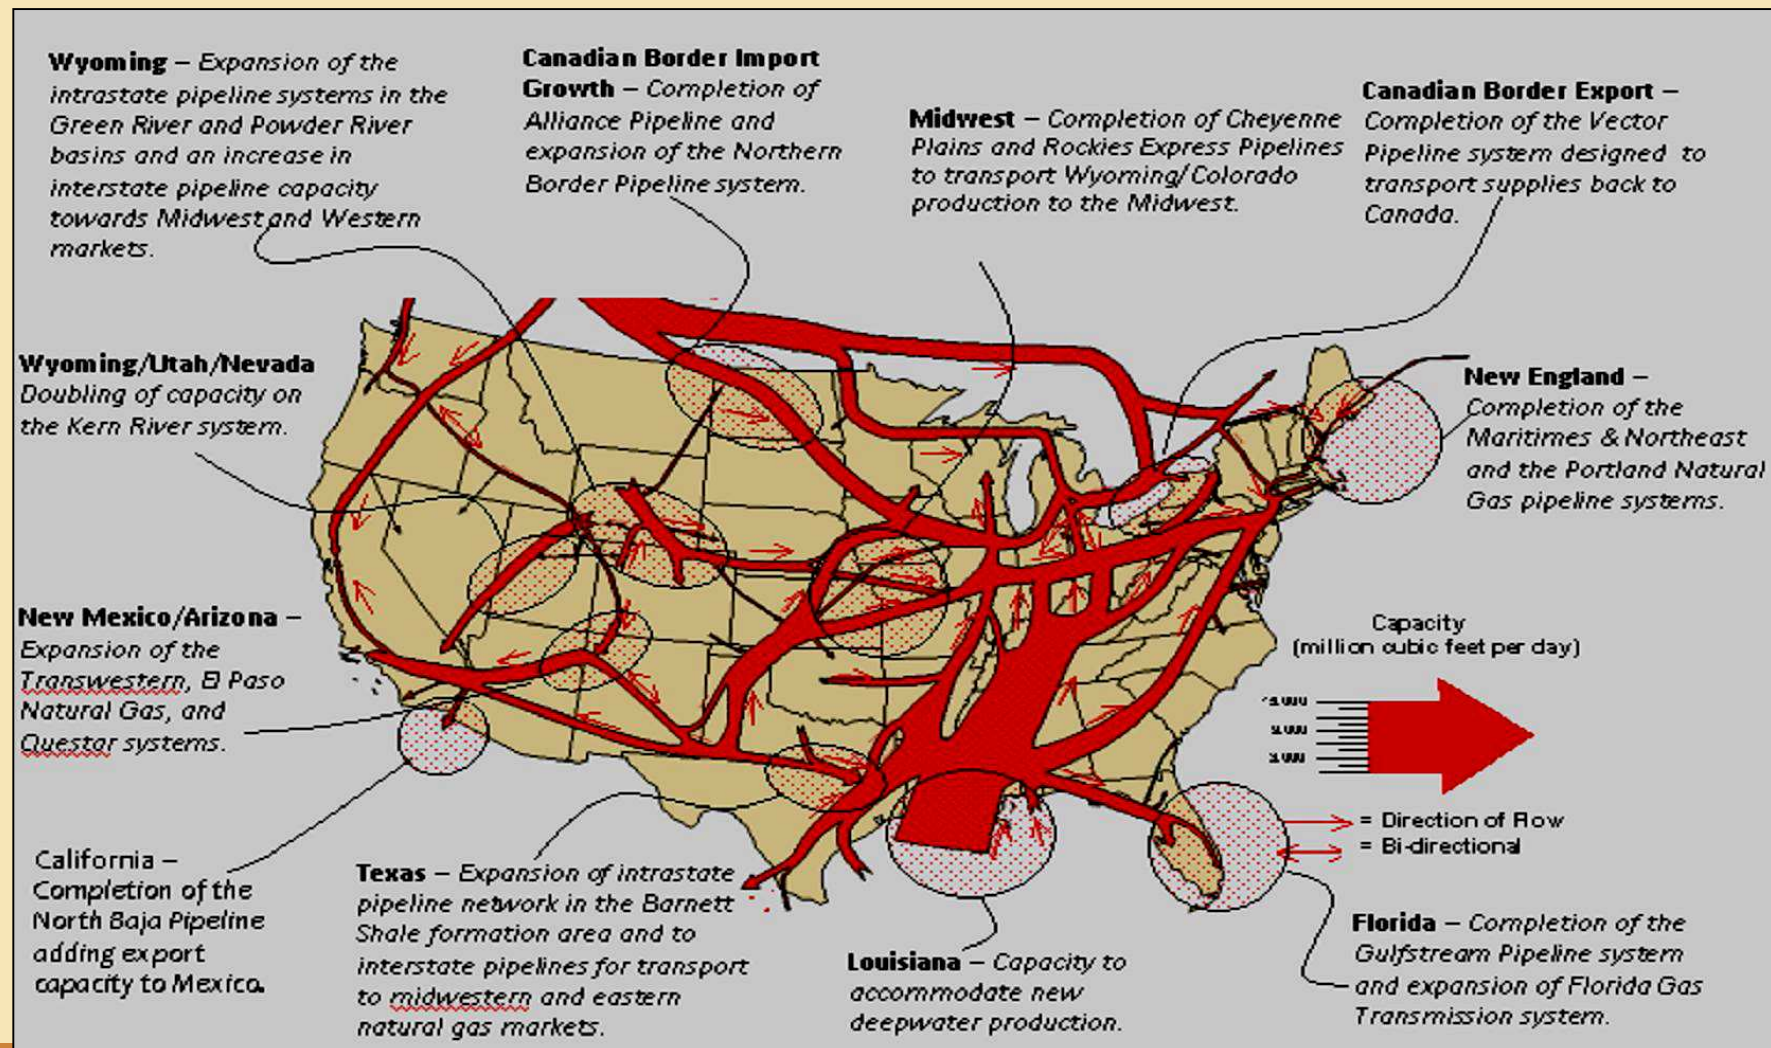 Wyoming – Expansion of the
intrastate pipeline systems in the
Green River and Powder River
basins and an increase in
interstate pipeline capacity
towards Midwest and Western
markets.
Canadian Border Import
Growth – Completion of
Alliance Pipeline and
expansion of the Northern
Border Pipeline system.
Midwest – Completion of Cheyenne
Plains and Rockies Express Pipelines
to transport Wyoming/Colorado
production to the Midwest.
Canadian Border Export –
Completion of the Vector
Pipeline system designed to
transport supplies back to
Canada.
Wyoming/Utah/Nevada
Doubling of capacity on
the Kern River system.
New England –
Completion of the
Maritimes & Northeast
and the Portland Natural
Gas pipeline systems.
New Mexico/Arizona –
Expansion of the
Transwestern, El Paso
Natural Gas, and
Questar systems.
Capacity
(million cubic feet per day)
= Direction of Flow
= Bi-directional
California –
Completion of the
North Baja Pipeline
adding export
capacity to Mexico.
Texas – Expansion of intrastate
pipeline network in the Barnett
Shale formation area and to
interstate pipelines for transport
to midwestern and eastern
natural gas markets.
Louisiana – Capacity to
accommodate new
deepwater production.
Florida – Completion of the
Gulfstream Pipeline system
and expansion of Florida Gas
Transmission system.